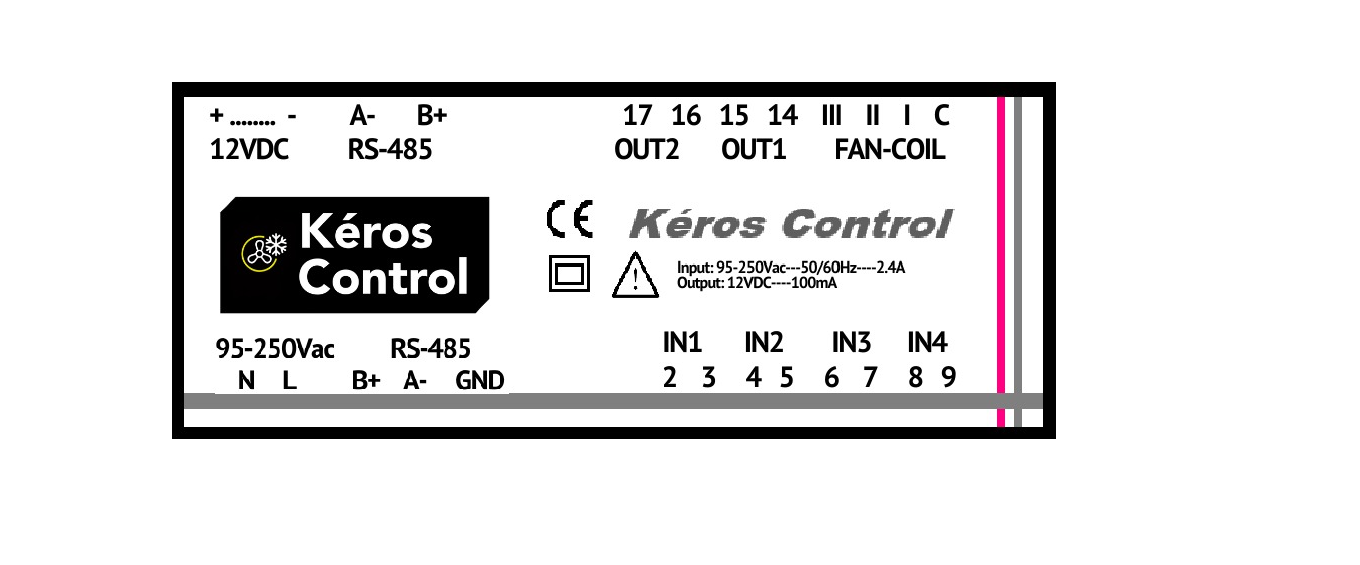 + ........ - A- B+ 17 16 15 14 III II I C
12VDC RS-485 OUT2 OUT1 FAN-COIL
Kéros
Control
CE Kéros Control
Input: 95-250Vac---50/60Hz----2.4A
Output: 12VDC----100mA
95-250Vac RS-485 IN1 IN2 IN3 IN4
N L B+ A- GND 2 3 4 5 6 7 8 9